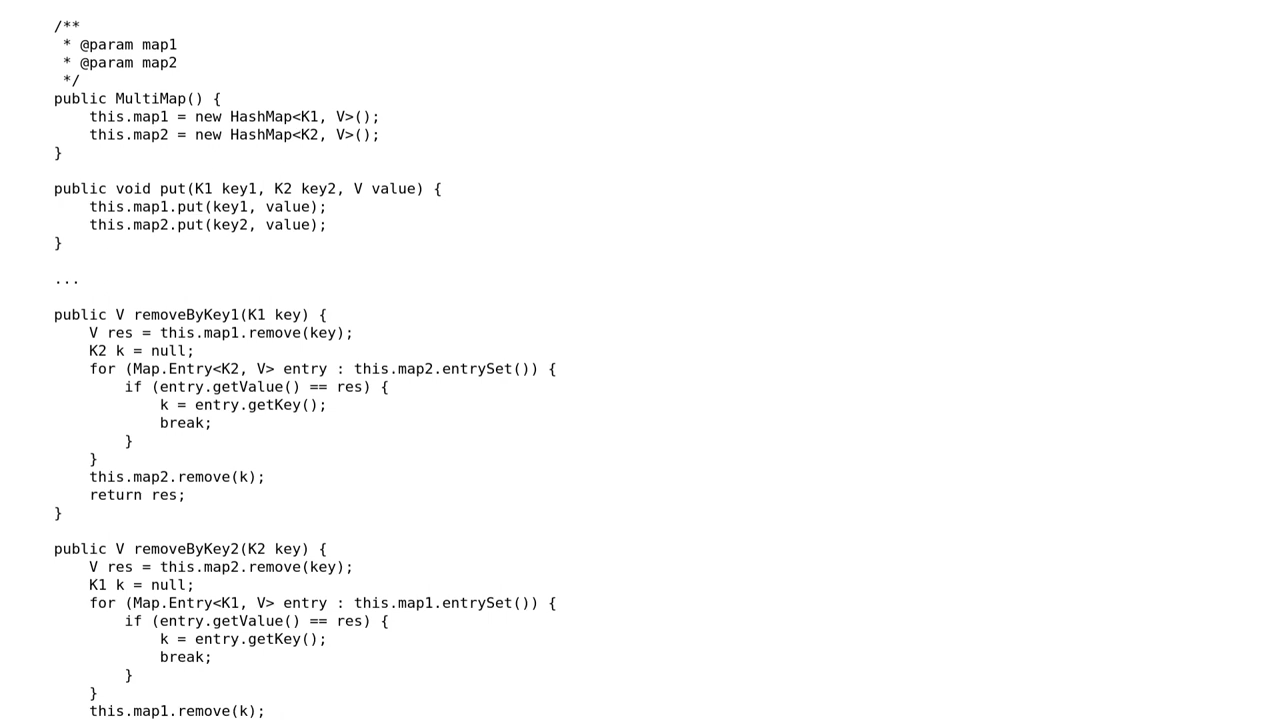 /**
 * @param map1
 * @param map2
 */
public MultiMap() {
    this.map1 = new HashMap<K1, V>();
    this.map2 = new HashMap<K2, V>();
}

public void put(K1 key1, K2 key2, V value) {
    this.map1.put(key1, value);
    this.map2.put(key2, value);
}

...

public V removeByKey1(K1 key) {
    V res = this.map1.remove(key);
    K2 k = null;
    for (Map.Entry<K2, V> entry : this.map2.entrySet()) {
        if (entry.getValue() == res) {
            k = entry.getKey();
            break;
        }
    }
    this.map2.remove(k);
    return res;
}

public V removeByKey2(K2 key) {
    V res = this.map2.remove(key);
    K1 k = null;
    for (Map.Entry<K1, V> entry : this.map1.entrySet()) {
        if (entry.getValue() == res) {
            k = entry.getKey();
            break;
        }
    }
    this.map1.remove(k);